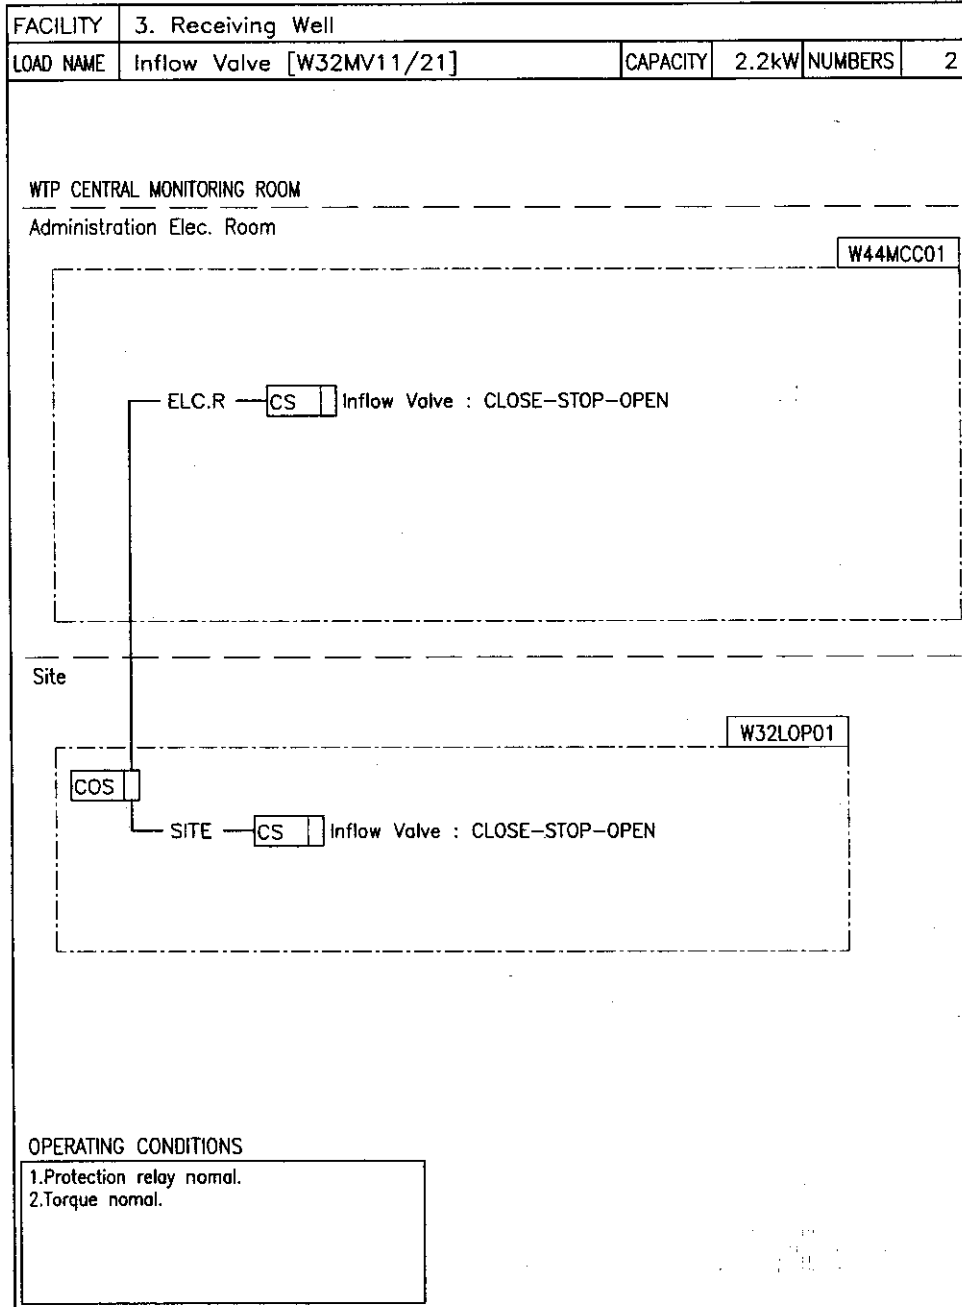 FACILITY 3. Receiving Well
LOAD NAME Inflow Valve [W32MV11/21] CAPACITY 2.2kW NUMBERS 2
WTP CENTRAL MONITORING ROOM
Administration Elec. Room
W44MCC01
ELC.R CS Inflow Valve : CLOSE-STOP-OPEN
Site
W32LOP01
COS
SITE CS Inflow Valve : CLOSE-STOP-OPEN
OPERATING CONDITIONS
1.Protection relay nomal.
2.Torque nomal.